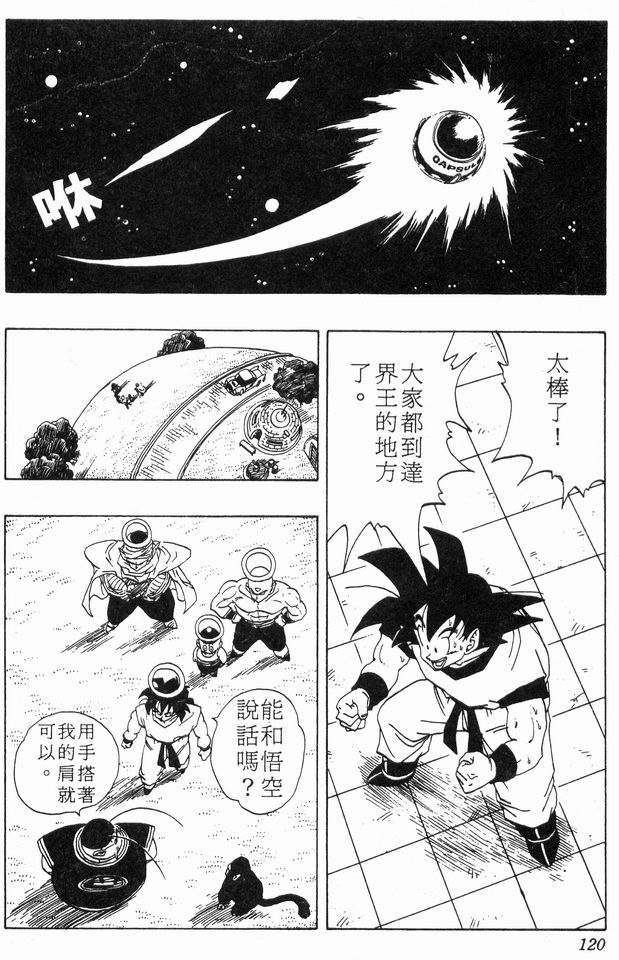 咻
CAPSUL
太棒了！
大家都到達
界王的地方
了。
能和悟空
說話嗎？
用手搭著
我的肩就
可以。
120